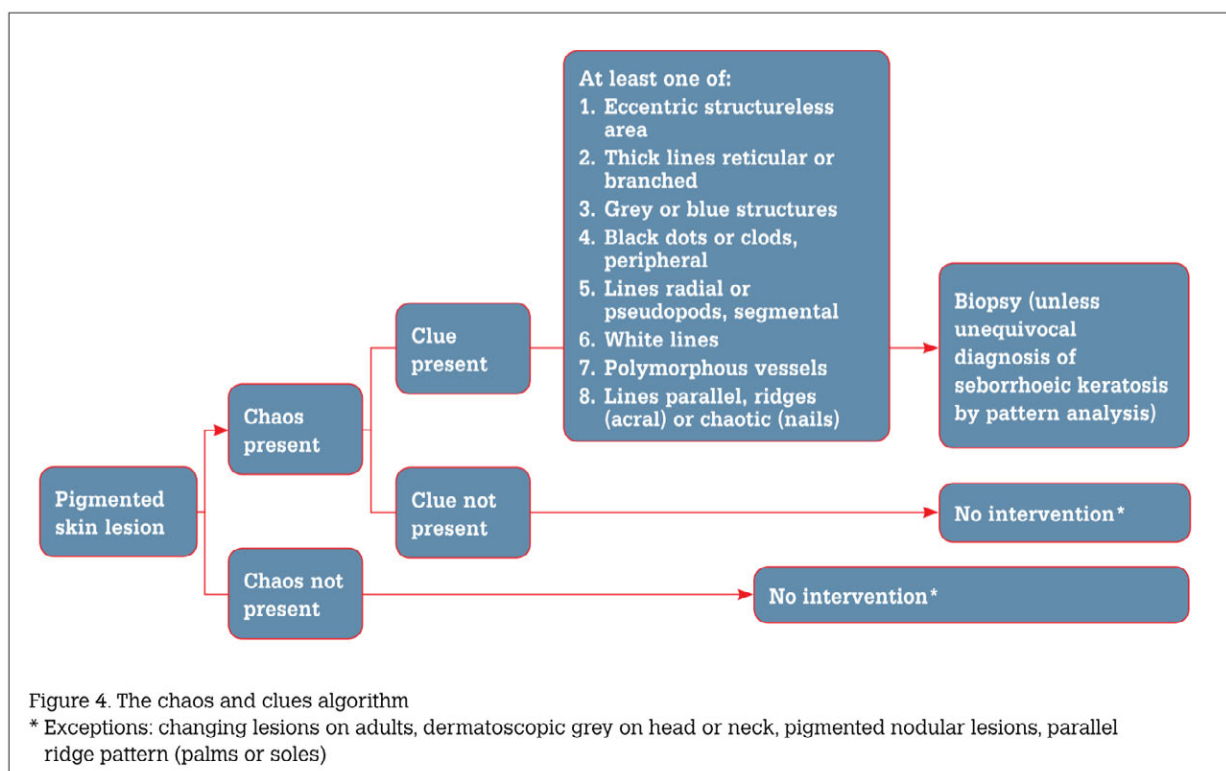 At least one of:
1. Eccentric structureless
area
2. Thick lines reticular or
branched
3. Grey or blue structures
4. Black dots or clods,
peripheral
5. Lines radial or
pseudopods, segmental
6. White lines
7. Polymorphous vessels
8. Lines parallel, ridges
(acral) or chaotic (nails)
Clue
present
Biopsy (unless
unequivocal
diagnosis of
seborrhoeic keratosis
by pattern analysis)
Chaos
present
Pigmented
skin lesion
Clue not
present
No intervention*
Chaos not
present
No intervention*
Figure 4. The chaos and clues algorithm
* Exceptions: changing lesions on adults, dermatoscopic grey on head or neck, pigmented nodular lesions, parallel
ridge pattern (palms or soles)